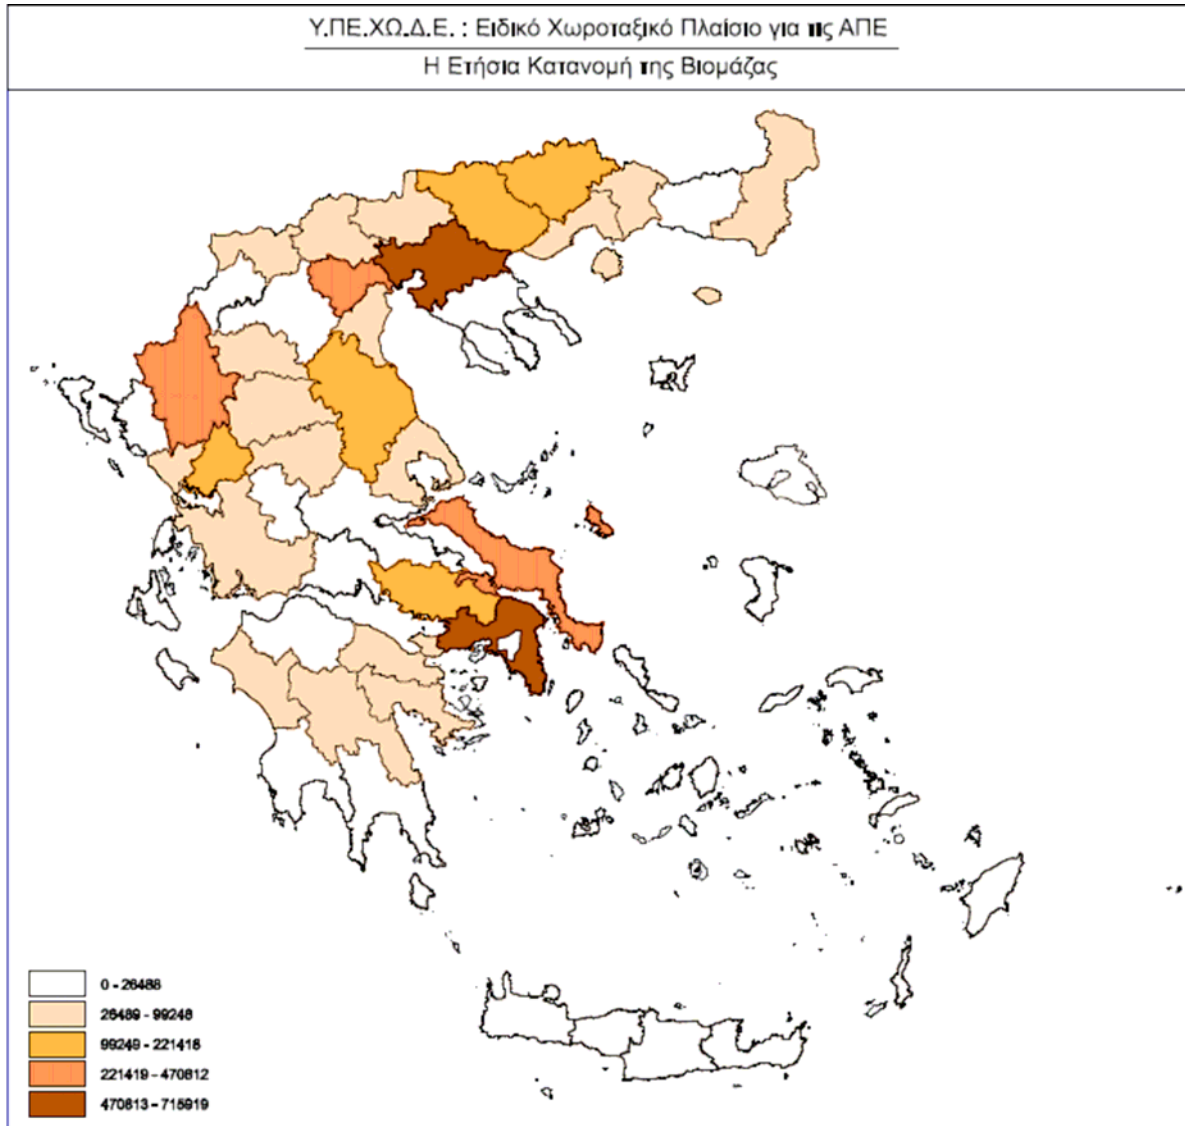 Υ.ΠΕ.ΧΩ.Δ.Ε. : Ειδικό Χωροταξικό Πλαίσιο για τις ΑΠΕ
Η Ετήσια Κατανομή της Βιομάζας
0 - 26488
26489 - 99248
99249 - 221418
221419 - 470812
470813 - 715919